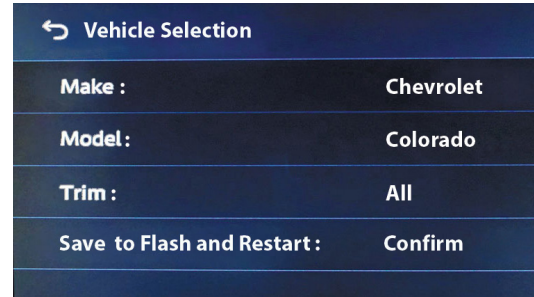 Vehicle Selection
Make : Chevrolet
Model : Colorado
Trim : All
Save to Flash and Restart : Confirm